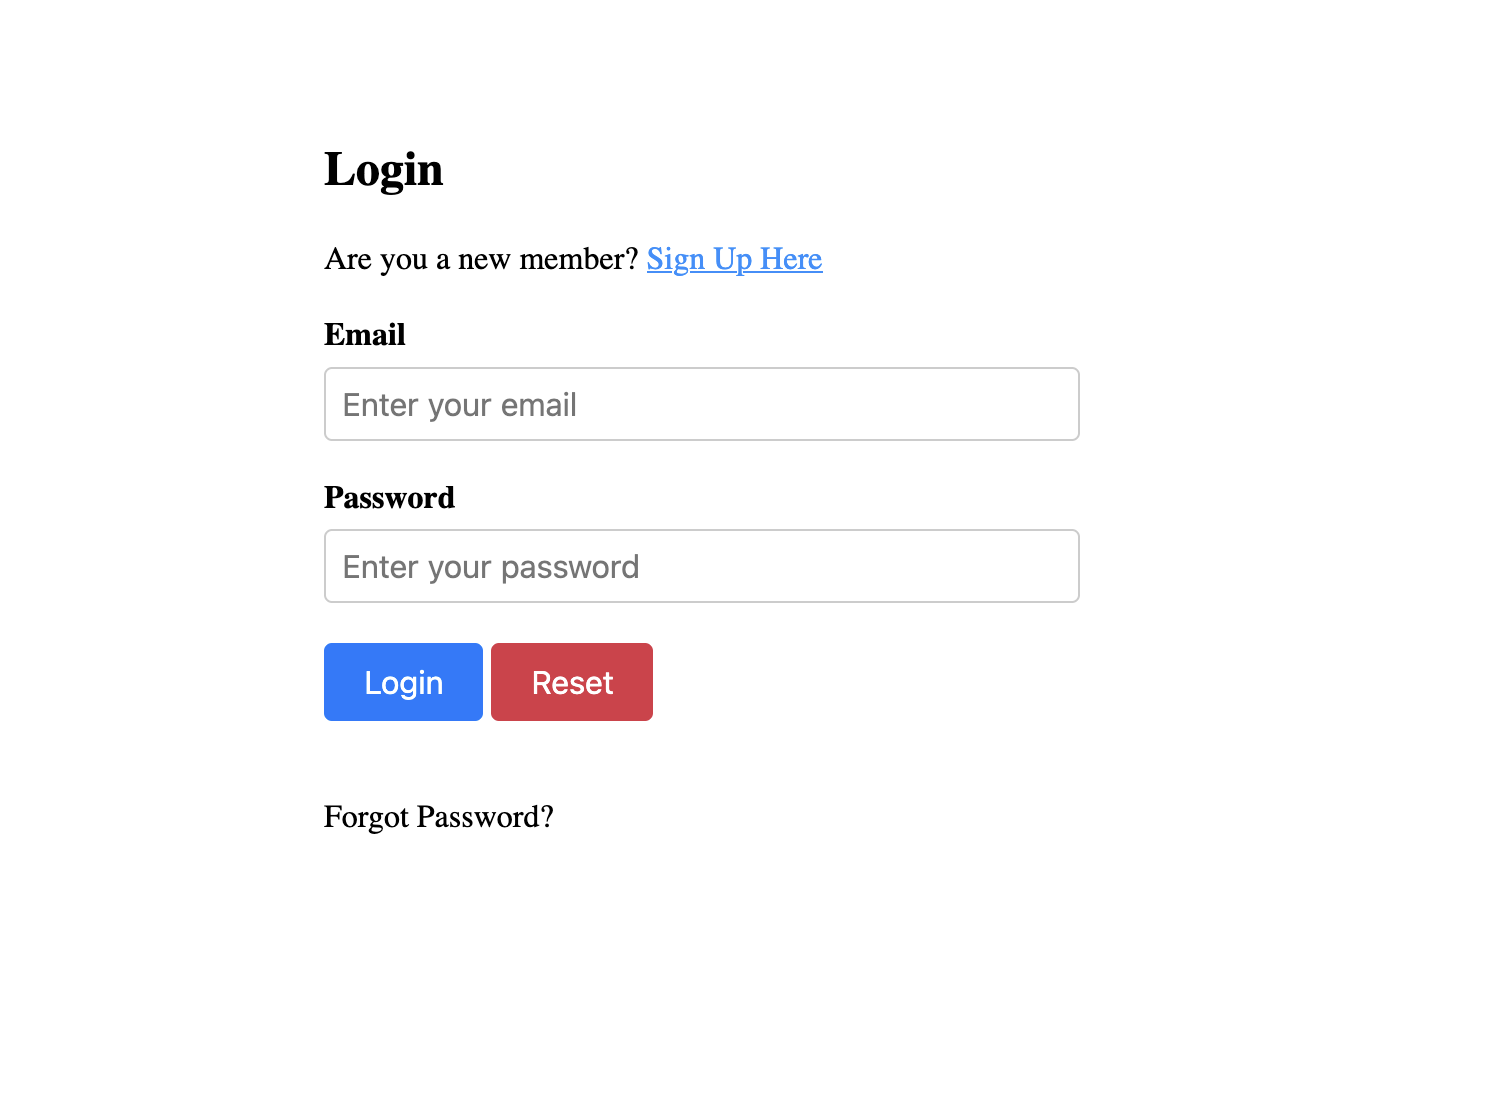 Login
Are you a new member? Sign Up Here
Email
Enter your email
Password
Enter your password
Login Reset
Forgot Password?